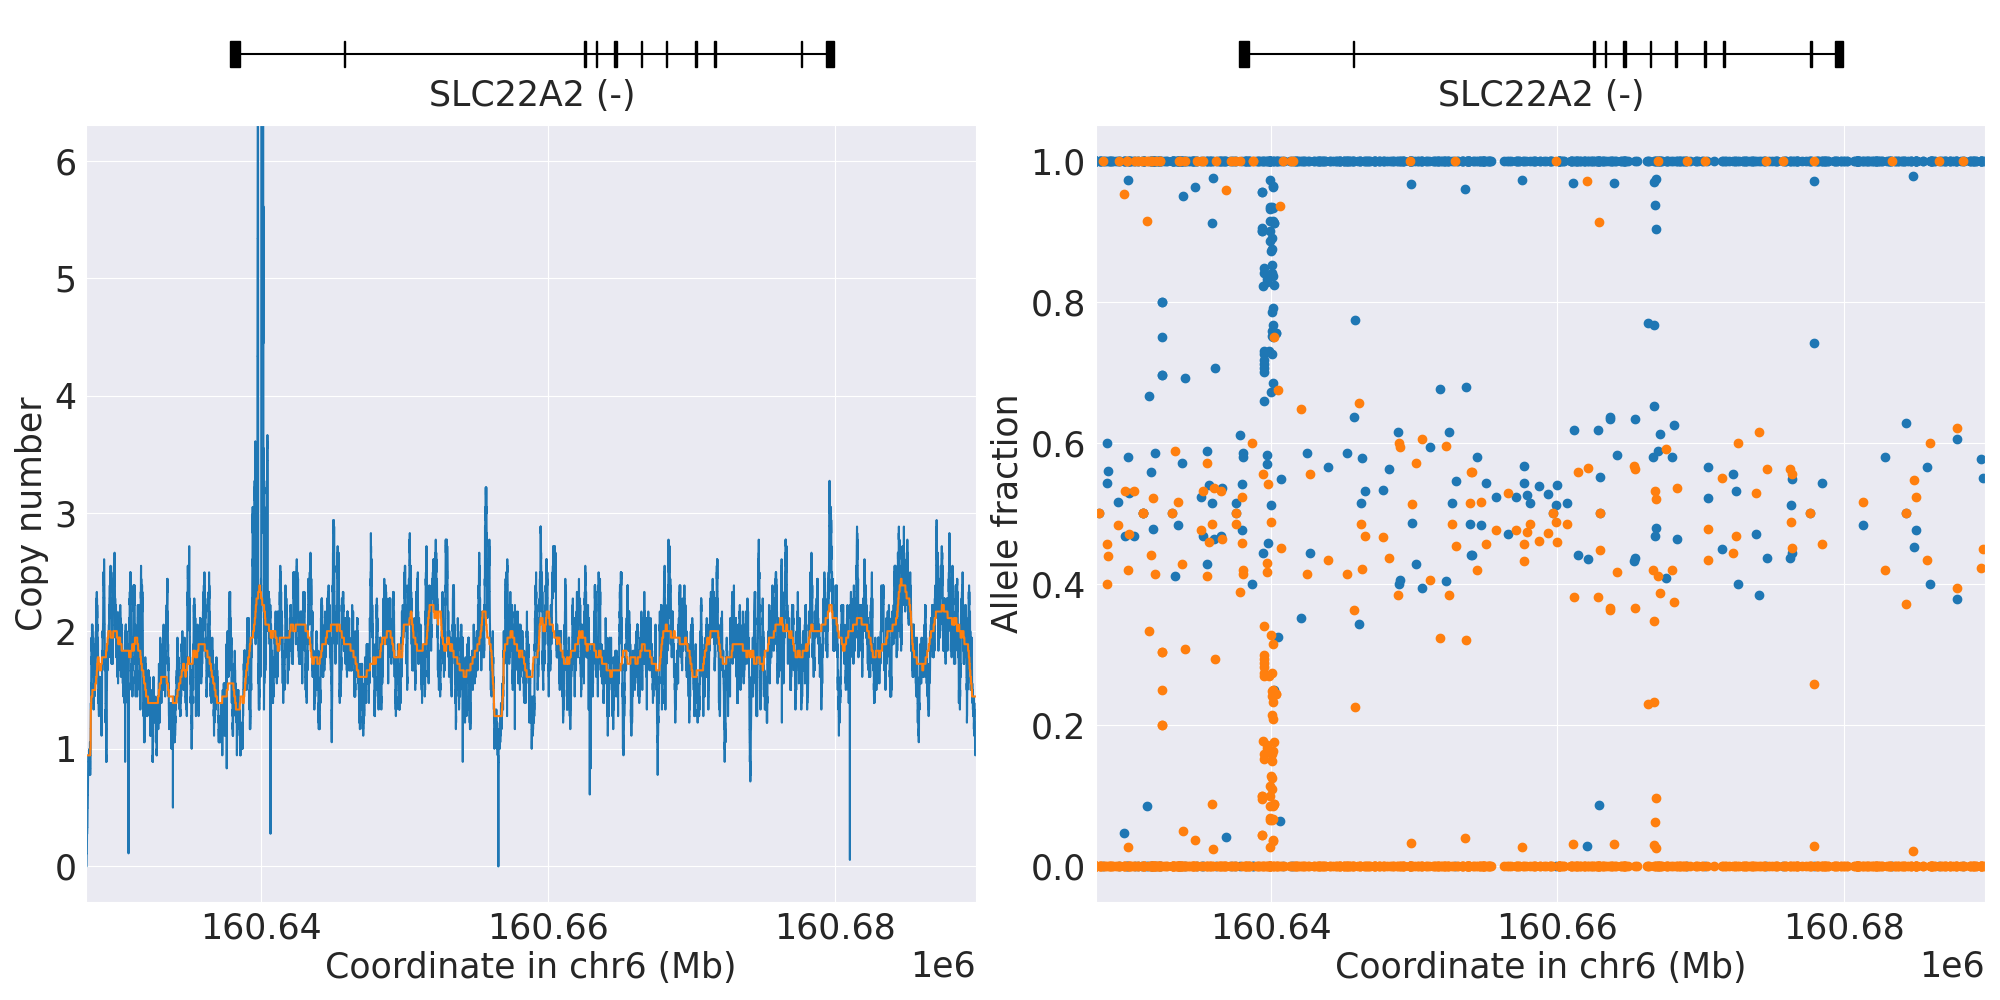 SLC22A2 (-)
SLC22A2 (-)
Copy number
6
5
4
3
2
1
0
160.64
160.66
160.68
Coordinate in chr6 (Mb)
1e6
Allele fraction
1.0
0.8
0.6
0.4
0.2
0.0
160.64
160.66
160.68
Coordinate in chr6 (Mb)
1e6